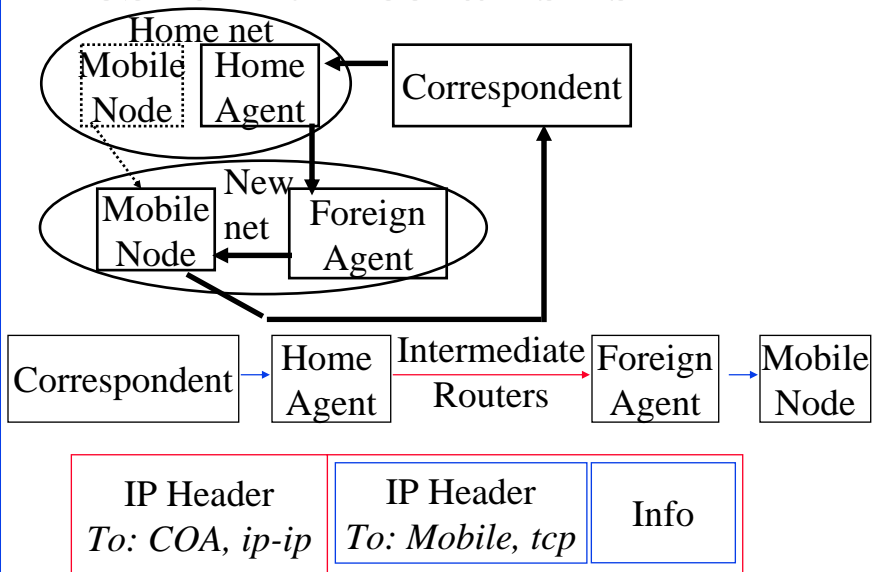 Home net
Mobile
Node
Home
Agent
Correspondent
New
net
Mobile
Node
Foreign
Agent
Correspondent
Home
Agent
Intermediate
Routers
Foreign
Agent
Mobile
Node
IP Header
To: COA, ip-ip
IP Header
To: Mobile, tcp
Info